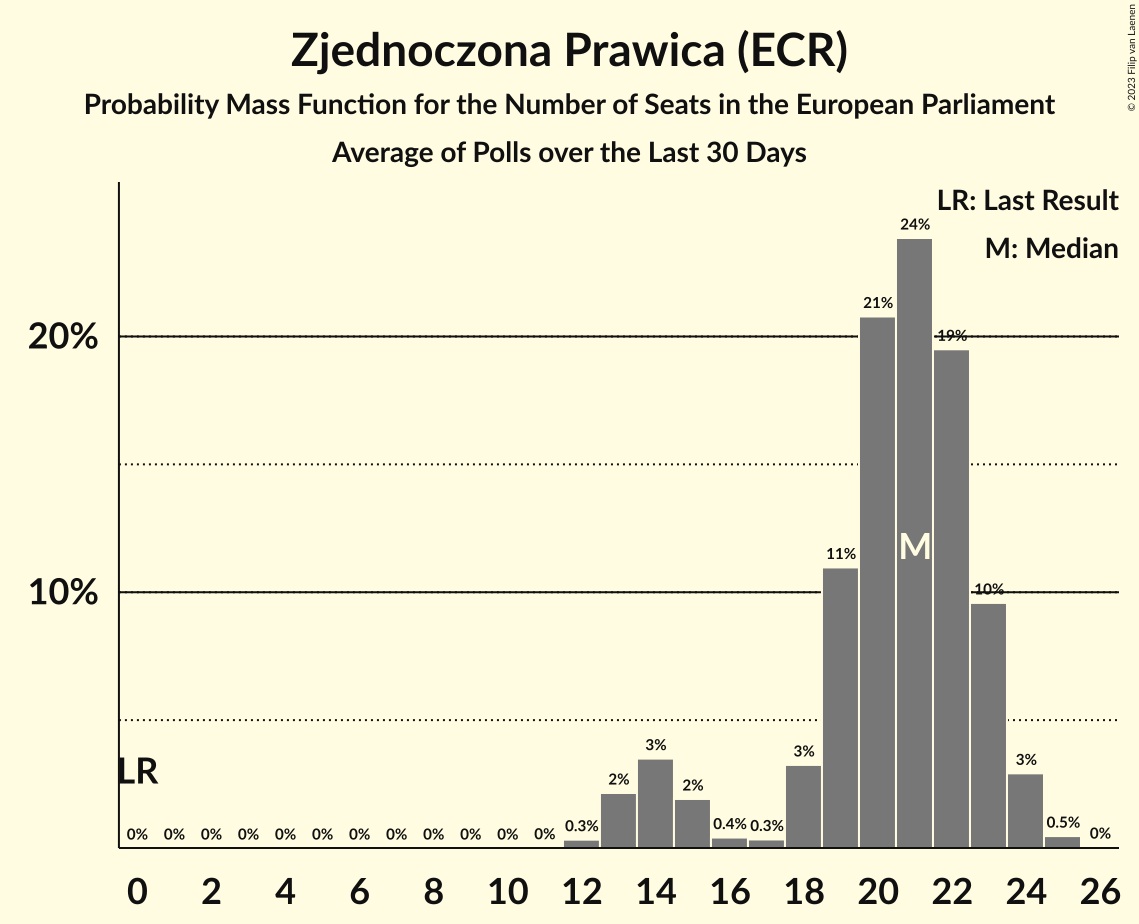 Zjednoczona Prawica (ECR)
Probability Mass Function for the Number of Seats in the European Parliament
Average of Polls over the Last 30 Days
© 2023 Filip van Laenen
LR: Last Result
M: Median
20%
10%
LR
M
0% 0% 0% 0% 0% 0% 0% 0% 0% 0% 0% 0% 0.3% 2% 3% 2% 0.4% 0.3% 3% 11% 21% 24% 19% 10% 3% 0.5% 0%
0 2 4 6 8 10 12 14 16 18 20 22 24 26